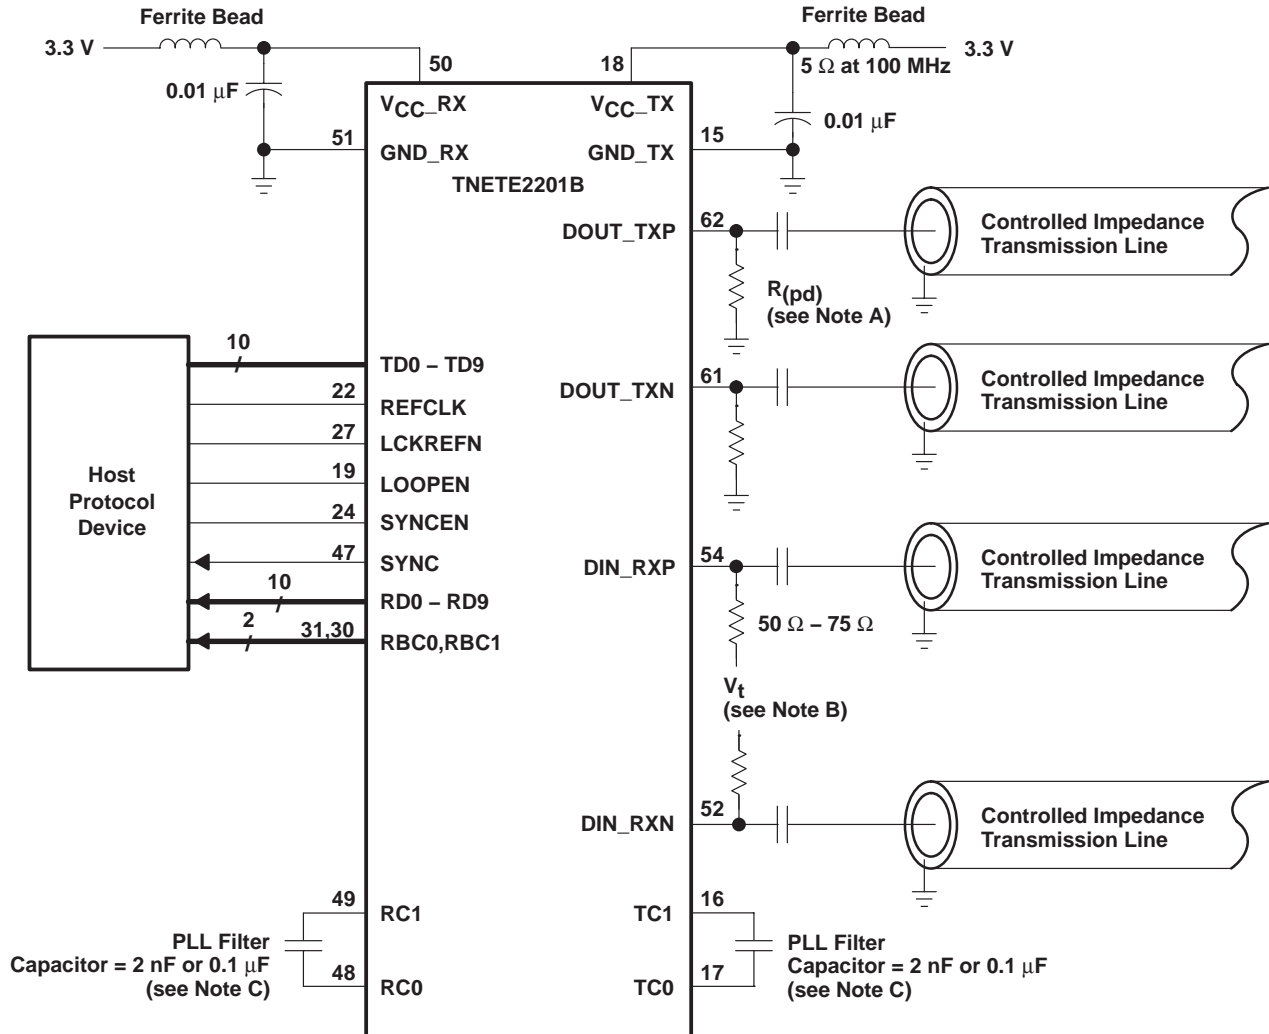 Ferrite Bead
3.3 V
0.01 μF
50
VCC_RX
51
GND_RX
Ferrite Bead
3.3 V
5 Ω at 100 MHz
18
VCC_TX
0.01 μF
15
GND_TX
TNETE2201B
DOUT_TXP
62
R(pd)
(see Note A)
Controlled Impedance
Transmission Line
DOUT_TXN
61
Controlled Impedance
Transmission Line
Host
Protocol
Device
10
TD0 – TD9
22
REFCLK
27
LCKREFN
19
LOOPEN
24
SYNCEN
47
SYNC
10
RD0 – RD9
2
31,30
RBC0,RBC1
DIN_RXP
54
50 Ω – 75 Ω
Controlled Impedance
Transmission Line
Vt
(see Note B)
DIN_RXN
52
Controlled Impedance
Transmission Line
49
RC1
PLL Filter
Capacitor = 2 nF or 0.1 μF
(see Note C)
48
RC0
TC1
16
PLL Filter
Capacitor = 2 nF or 0.1 μF
(see Note C)
TC0
17